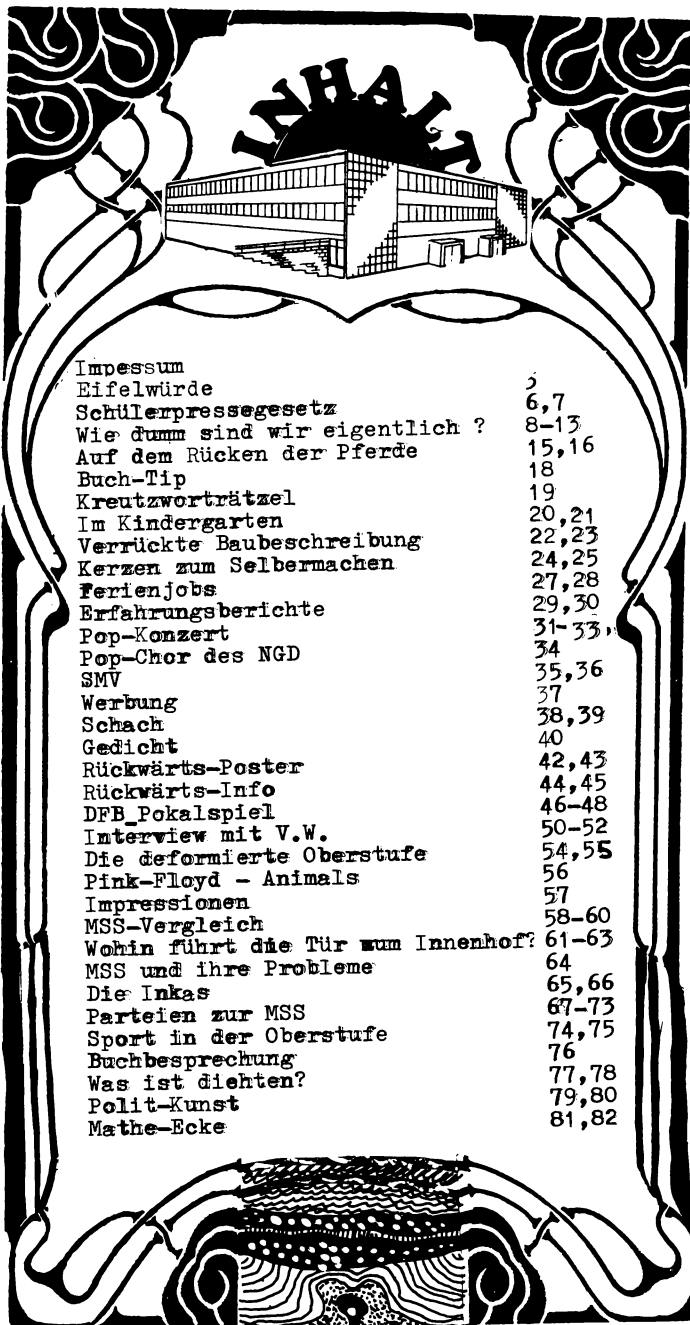 INHALT
Impessum
Eifelwürde
Schülerpressegesetz 6,7
Wie dumm sind wir eigentlich ? 8-13
Auf dem Rücken der Pferde 15,16
Buch-Tip 18
Kreutzworträtzel 19
Im Kindergarten 20,21
Verrückte Baubeschreibung 22,23
Kerzen zum Selbermachen 24,25
Ferienjobs 27,28
Erfahrungsberichte 29,30
Pop-Konzert 31-33,
Pop-Chor des NGD 34
SMV 35,36
Werbung 37
Schach 38,39
Gedicht 40
Rückwärts-Poster 42,43
Rückwärts-Info 44,45
DFB_Pokalspiel 46-48
Interview mit V.W. 50-52
Die deformierte Oberstufe 54,55
Pink-Floyd - Animals 56
Impressionen 57
MSS-Vergleich 58-60
Wohin führt die Tür zum Innenhof? 61-63
MSS und ihre Probleme 64
Die Inkas 65,66
Parteien zur MSS 67-73
Sport in der Oberstufe 74,75
Buchbesprechung 76
Was ist diehten? 77,78
Polit-Kunst 79,80
Mathe-Ecke 81,82